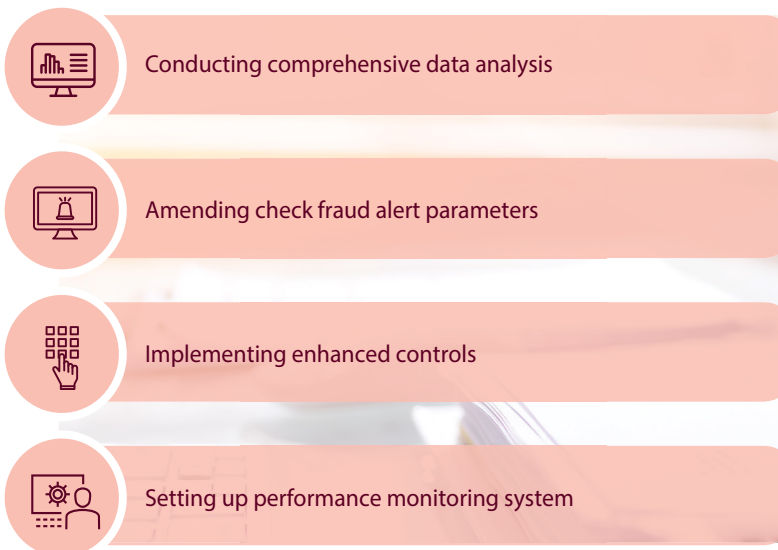 Conducting comprehensive data analysis
Amending check fraud alert parameters
Implementing enhanced controls
Setting up performance monitoring system